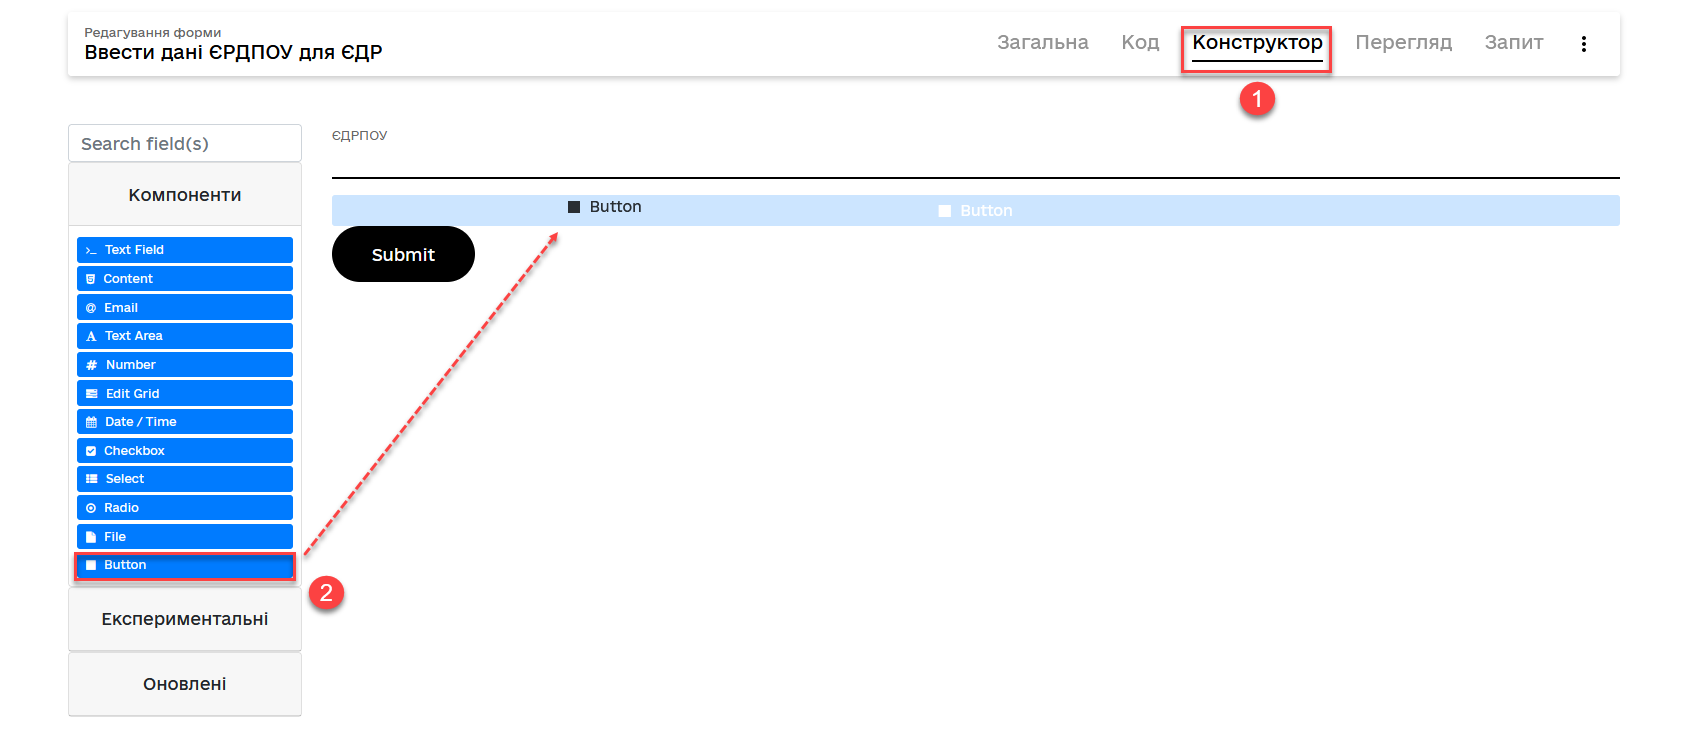 Редагування форми
Ввести дані ЄРДПОУ для ЄДР
Загальна Код Конструктор Перегляд Запит
1
Search field(s)
Компоненти
Text Field
Content
Email
Text Area
Number
Edit Grid
Date / Time
Checkbox
Select
Radio
File
Button
2
Експериментальні
Оновлені
ЄДРПОУ
Button
Button
Submit